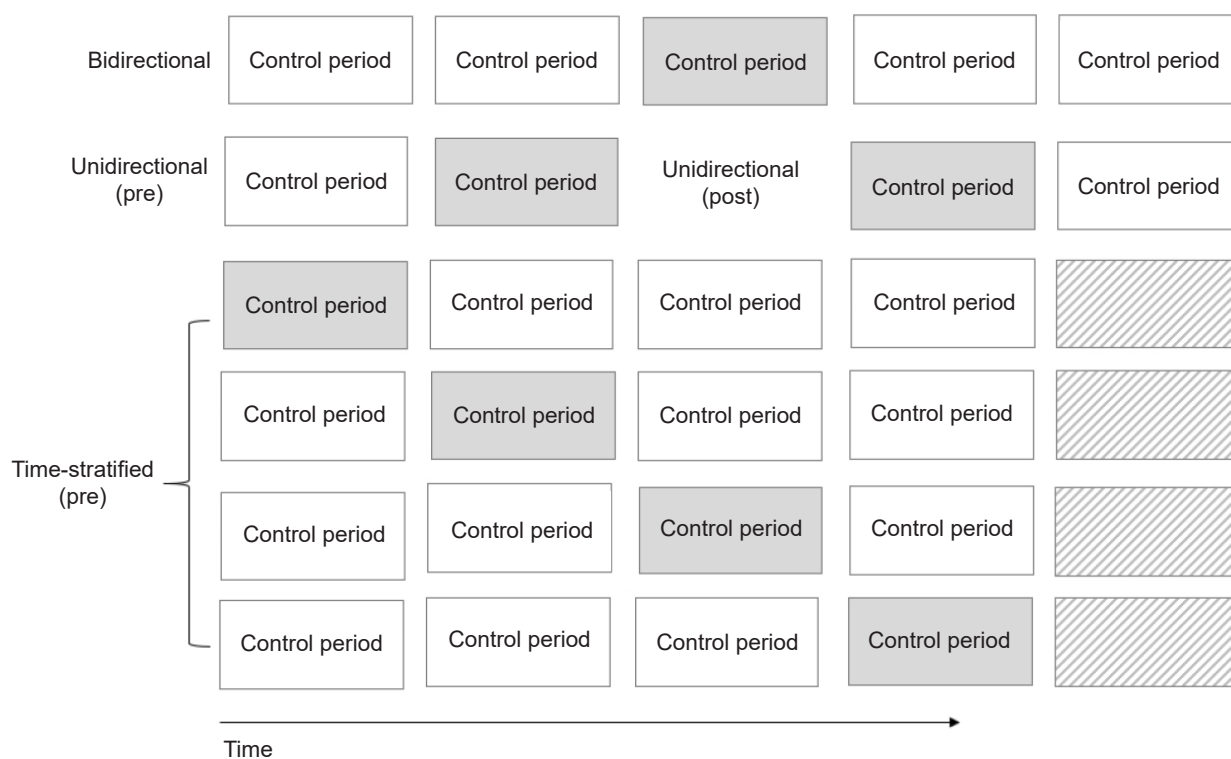 Bidirectional Control period Control period Control period Control period Control period
Unidirectional
(pre)
Control period Control period
Unidirectional
(post)
Control period Control period
Control period Control period Control period Control period
Control period Control period Control period Control period
Time-stratified
(pre)
Control period Control period Control period Control period
Control period Control period Control period Control period
Time